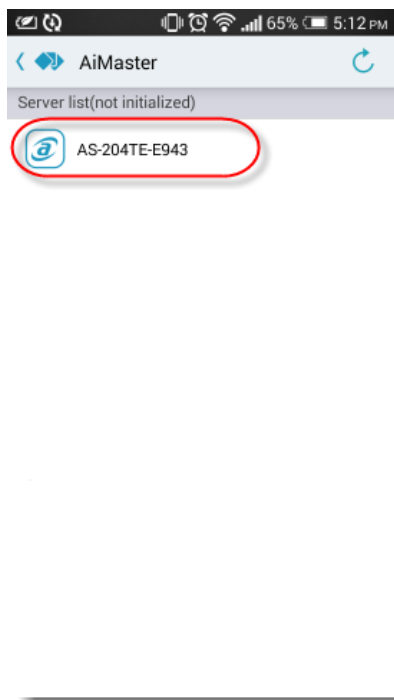 65% 5:12 PM
AiMaster
Server list(not initialized)
a
AS-204TE-E943